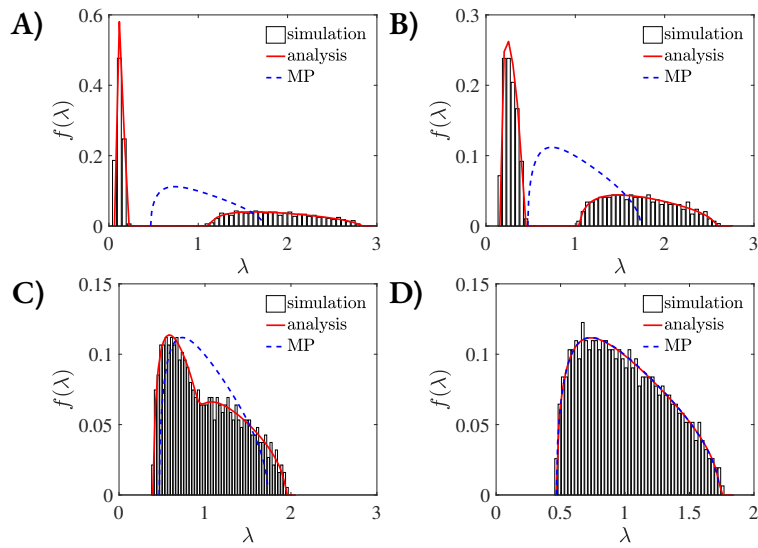 A)
0.6
0.4
0.2
0
f(λ)
simulation
analysis
MP
0 1 2 3
λ
B)
0.3
0.2
0.1
0
f(λ)
simulation
analysis
MP
0 1 2 3
λ
C)
0.15
0.1
0.05
0
f(λ)
simulation
analysis
MP
0 1 2 3
λ
D)
0.15
0.1
0.05
0
f(λ)
simulation
analysis
MP
0 0.5 1 1.5 2
λ